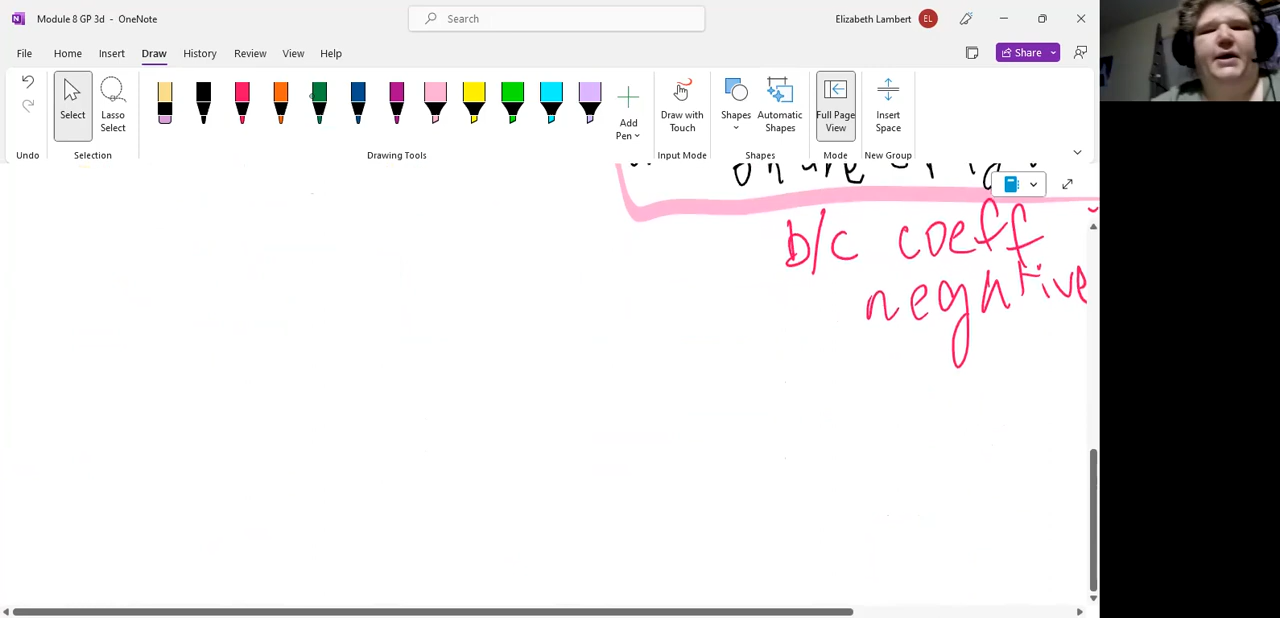 Module 8 GP 3d - OneNote
Search
Elizabeth Lambert EL
File Home Insert Draw History Review View Help
Share
Select
Lasso Select
Add Pen
Draw with Touch
Shapes
Automatic Shapes
Full Page View
Insert Space
Undo
Selection
Drawing Tools
Input Mode
Shapes
Mode
New Group
b/c coeff
negative